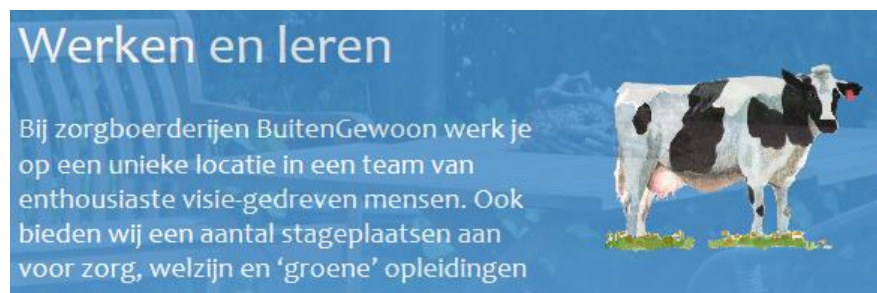 Werken en leren
Bij zorgboerderijen BuitenGewoon werk je
op een unieke locatie in een team van
enthousiaste visie-gedreven mensen. Ook
bieden wij een aantal stageplaatsen aan
voor zorg, welzijn en ‘groene’ opleidingen